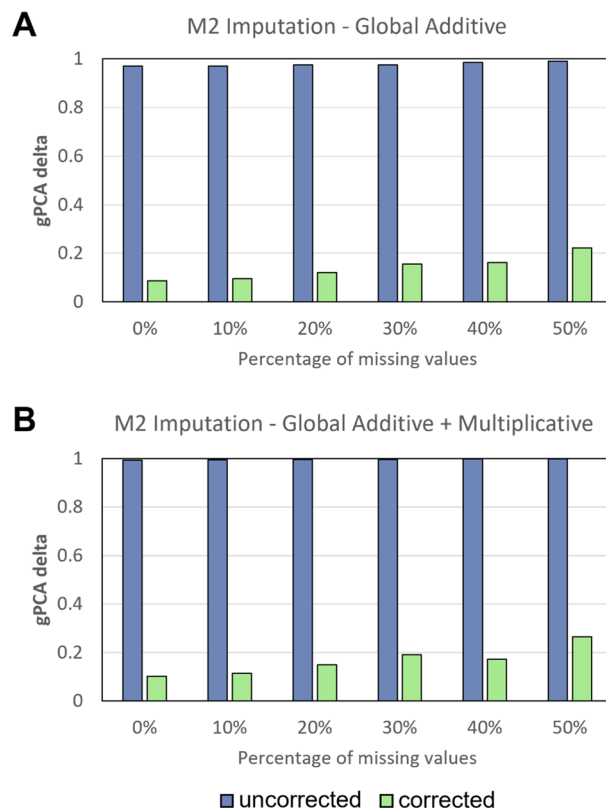 A
M2 Imputation - Global Additive
gPCA delta
1
0.8
0.6
0.4
0.2
0
0% 10% 20% 30% 40% 50%
Percentage of missing values
B
M2 Imputation - Global Additive + Multiplicative
gPCA delta
1
0.8
0.6
0.4
0.2
0
0% 10% 20% 30% 40% 50%
Percentage of missing values
uncorrected corrected